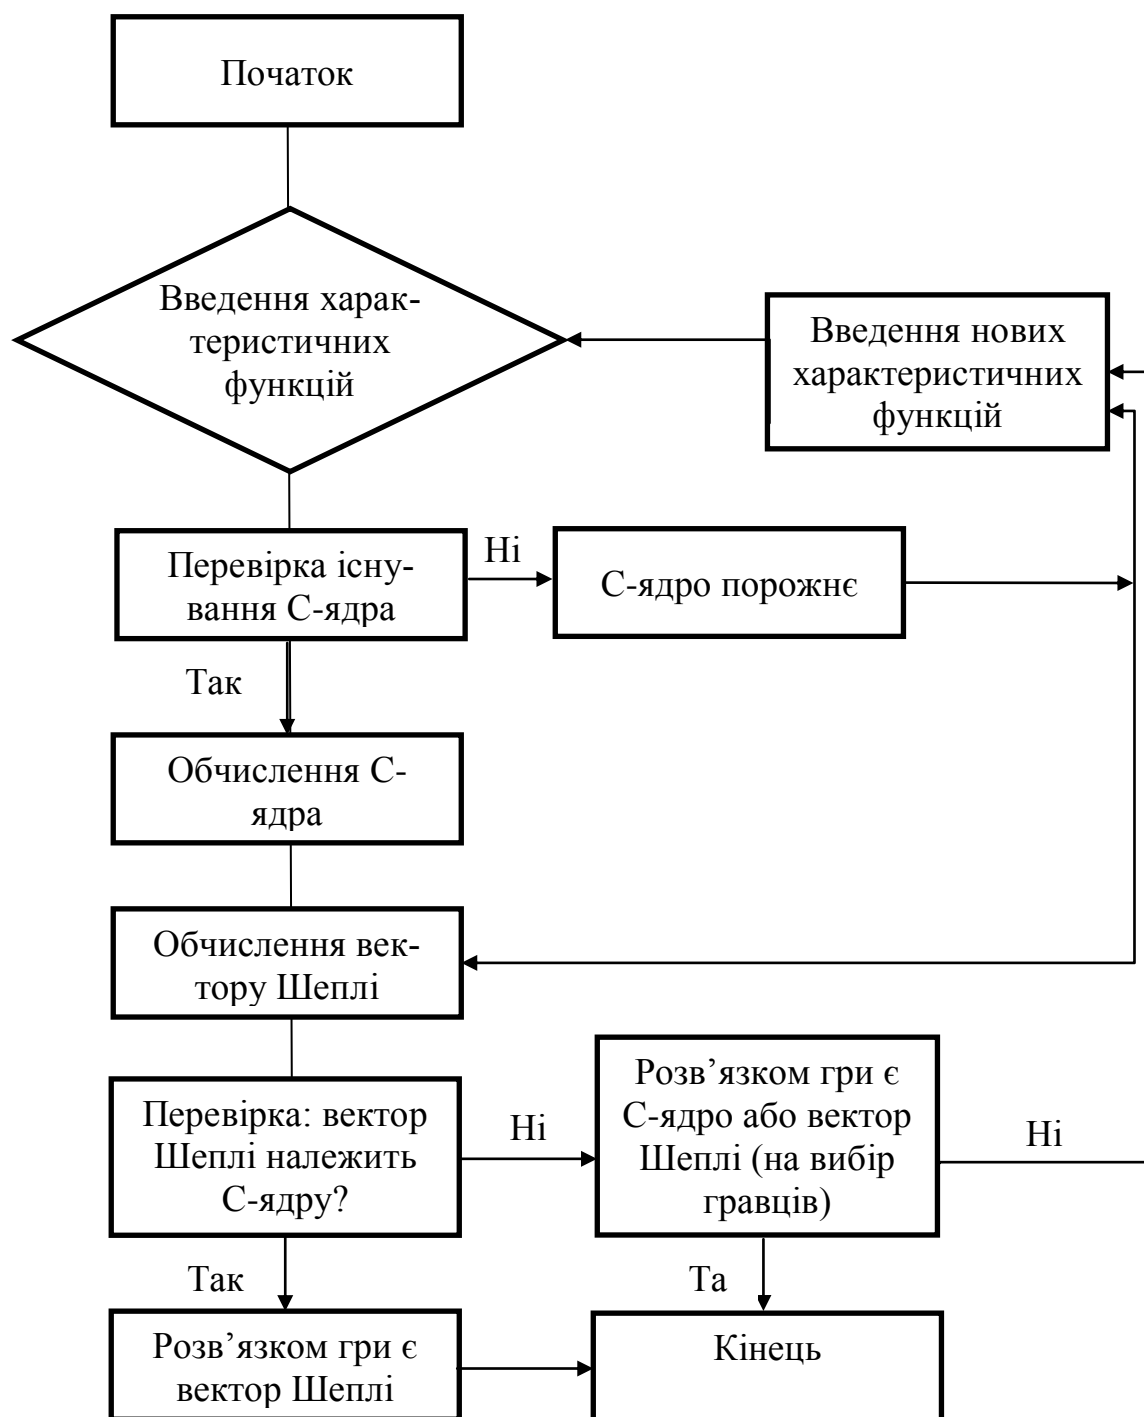 Початок
Введення харак-
теристичних
функцій
Введення нових
характеристичних
функцій
Перевірка існу-
вання С-ядра
Ні
С-ядро порожнє
Так
Обчислення С-
ядра
Обчислення век-
тору Шеплі
Перевірка: вектор
Шеплі належить
С-ядру?
Ні
Розв’язком гри є
С-ядро або вектор
Шеплі (на вибір
гравців)
Ні
Так
Та
Розв’язком гри є
вектор Шеплі
Кінець